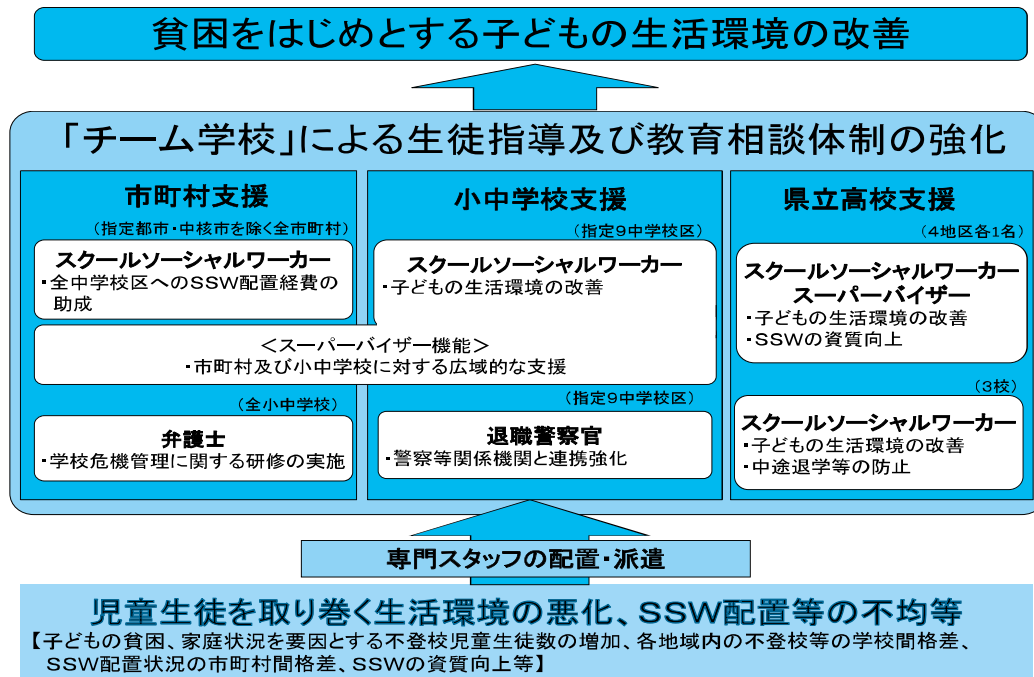 貧困をはじめとする子どもの生活環境の改善
「チーム学校」による生徒指導及び教育相談体制の強化
市町村支援
(指定都市・中核市を除く全市町村)
スクールソーシャルワーカー
・全中学校区へのSSW配置経費の
助成
小中学校支援
(指定9中学校区)
スクールソーシャルワーカー
・子どもの生活環境の改善
＜スーパーバイザー機能＞
・市町村及び小中学校に対する広域的な支援
(全小中学校)
弁護士
・学校危機管理に関する研修の実施
(指定9中学校区)
退職警察官
・警察等関係機関と連携強化
県立高校支援
(4地区各1名)
スクールソーシャルワーカー
スーパーバイザー
・子どもの生活環境の改善
・SSWの資質向上
(3校)
スクールソーシャルワーカー
・子どもの生活環境の改善
・中途退学等の防止
専門スタッフの配置・派遣
児童生徒を取り巻く生活環境の悪化、SSW配置等の不均等
【子どもの貧困、家庭状況を要因とする不登校児童生徒数の増加、各地域内の不登校等の学校間格差、
SSW配置状況の市町村間格差、SSWの資質向上等】